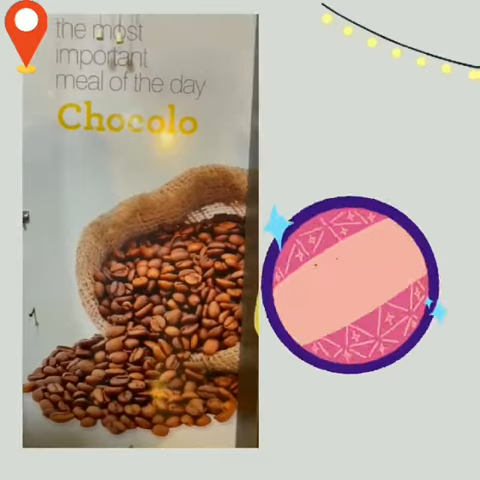 the most
important
meal of the day
Chocolo